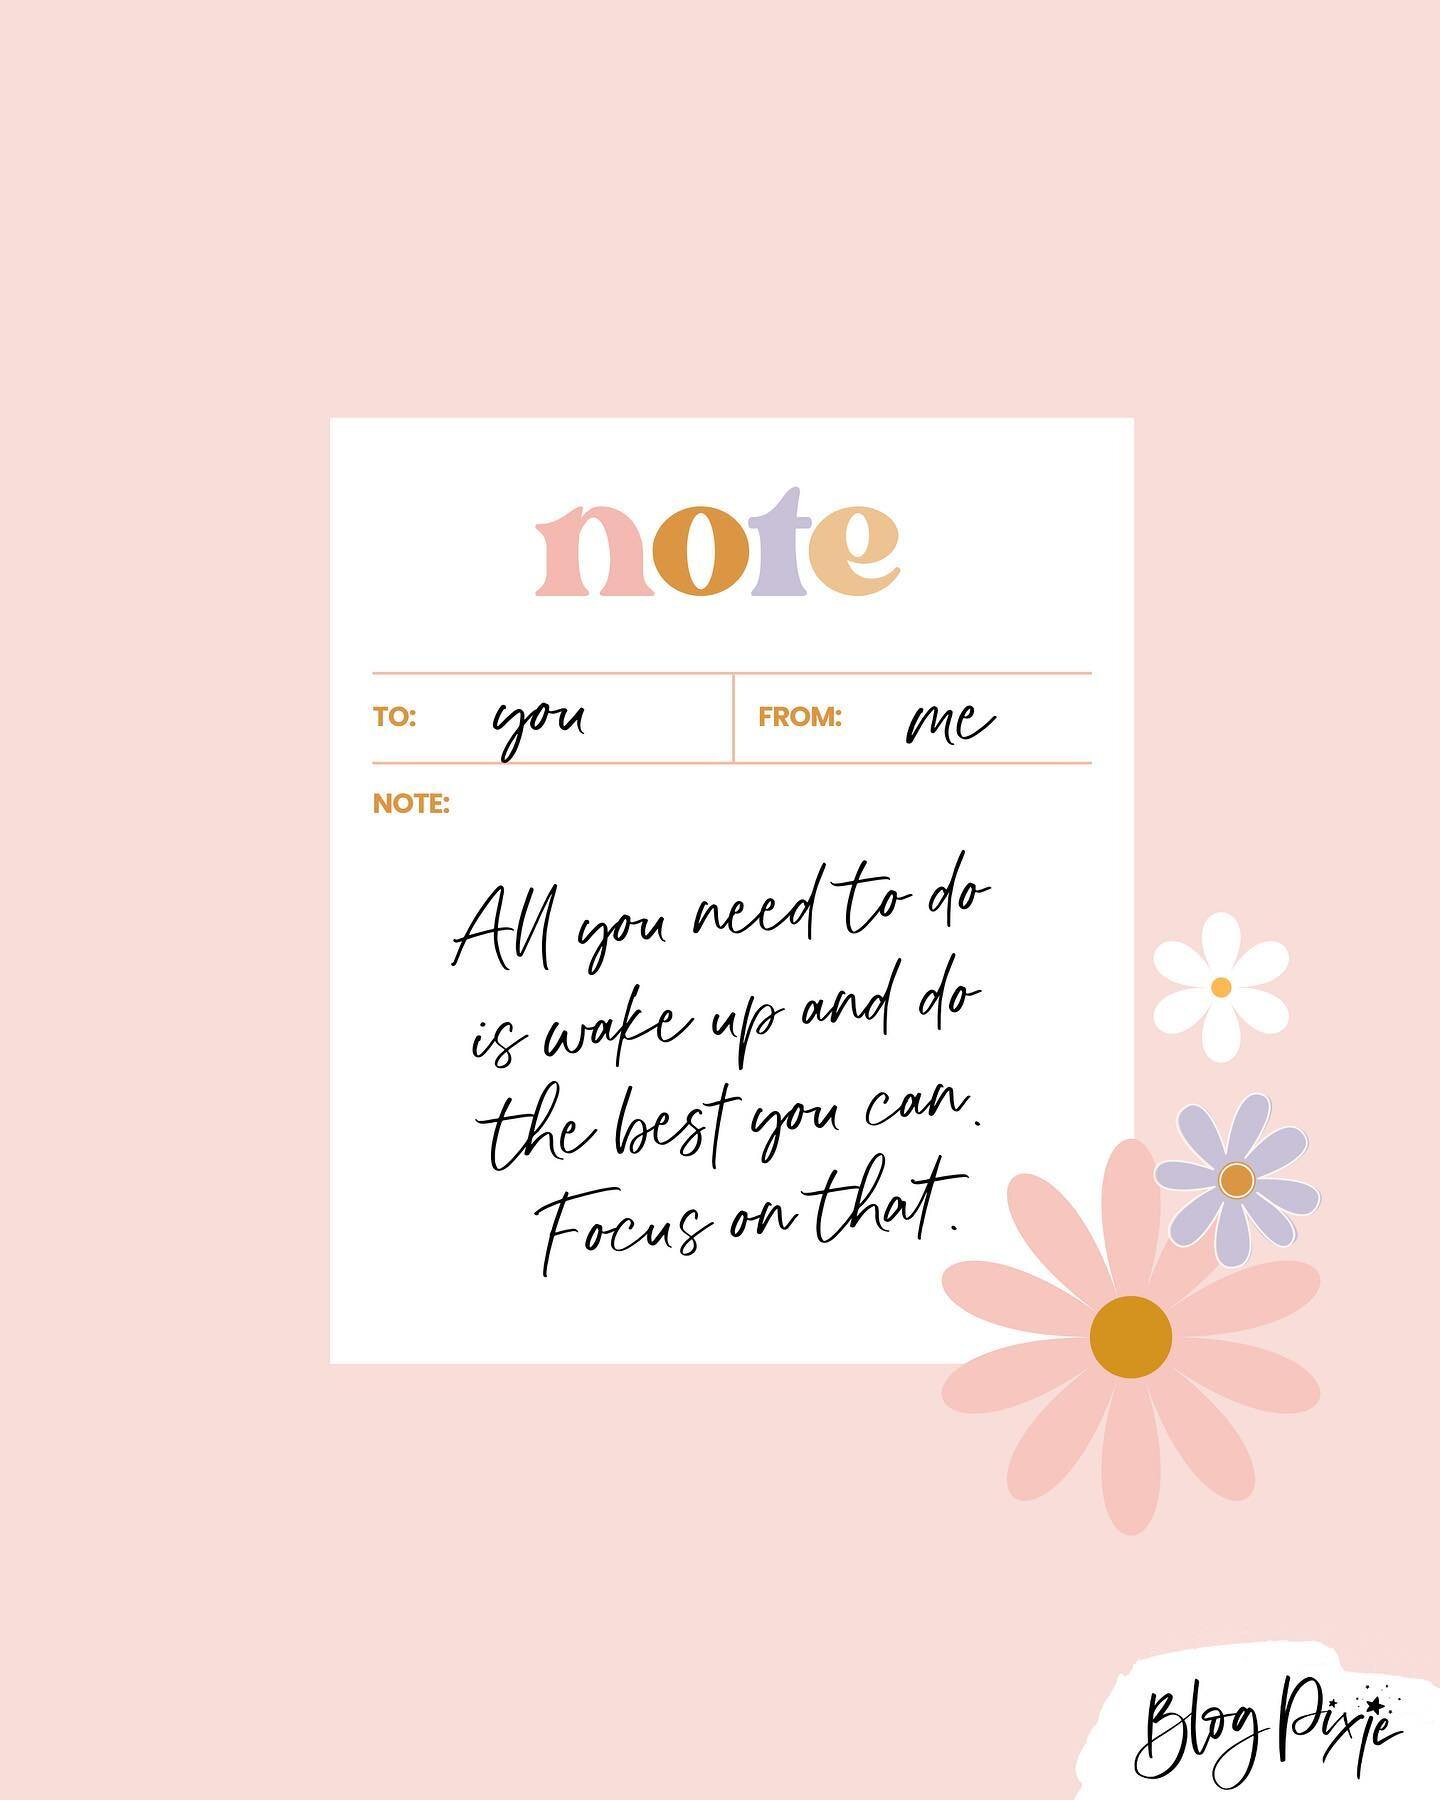 note
TO: you FROM: me
NOTE:
All you need to do
is wake up and do
the best you can.
Focus on that.
Blog Pixie